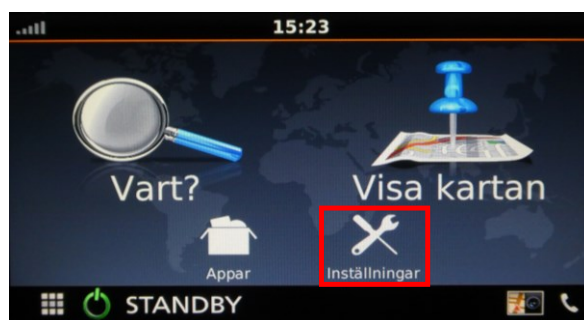 15:23
Vart?
Visa kartan
Appar
Inställningar
STANDBY